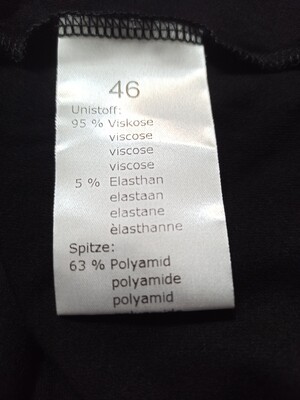 46
Unistoff:
95 % Viskose
viscose
viscose
viscose
5 % Elasthan
elastaan
elastane
èlasthanne
Spitze:
63 % Polyamid
polyamide
polyamid